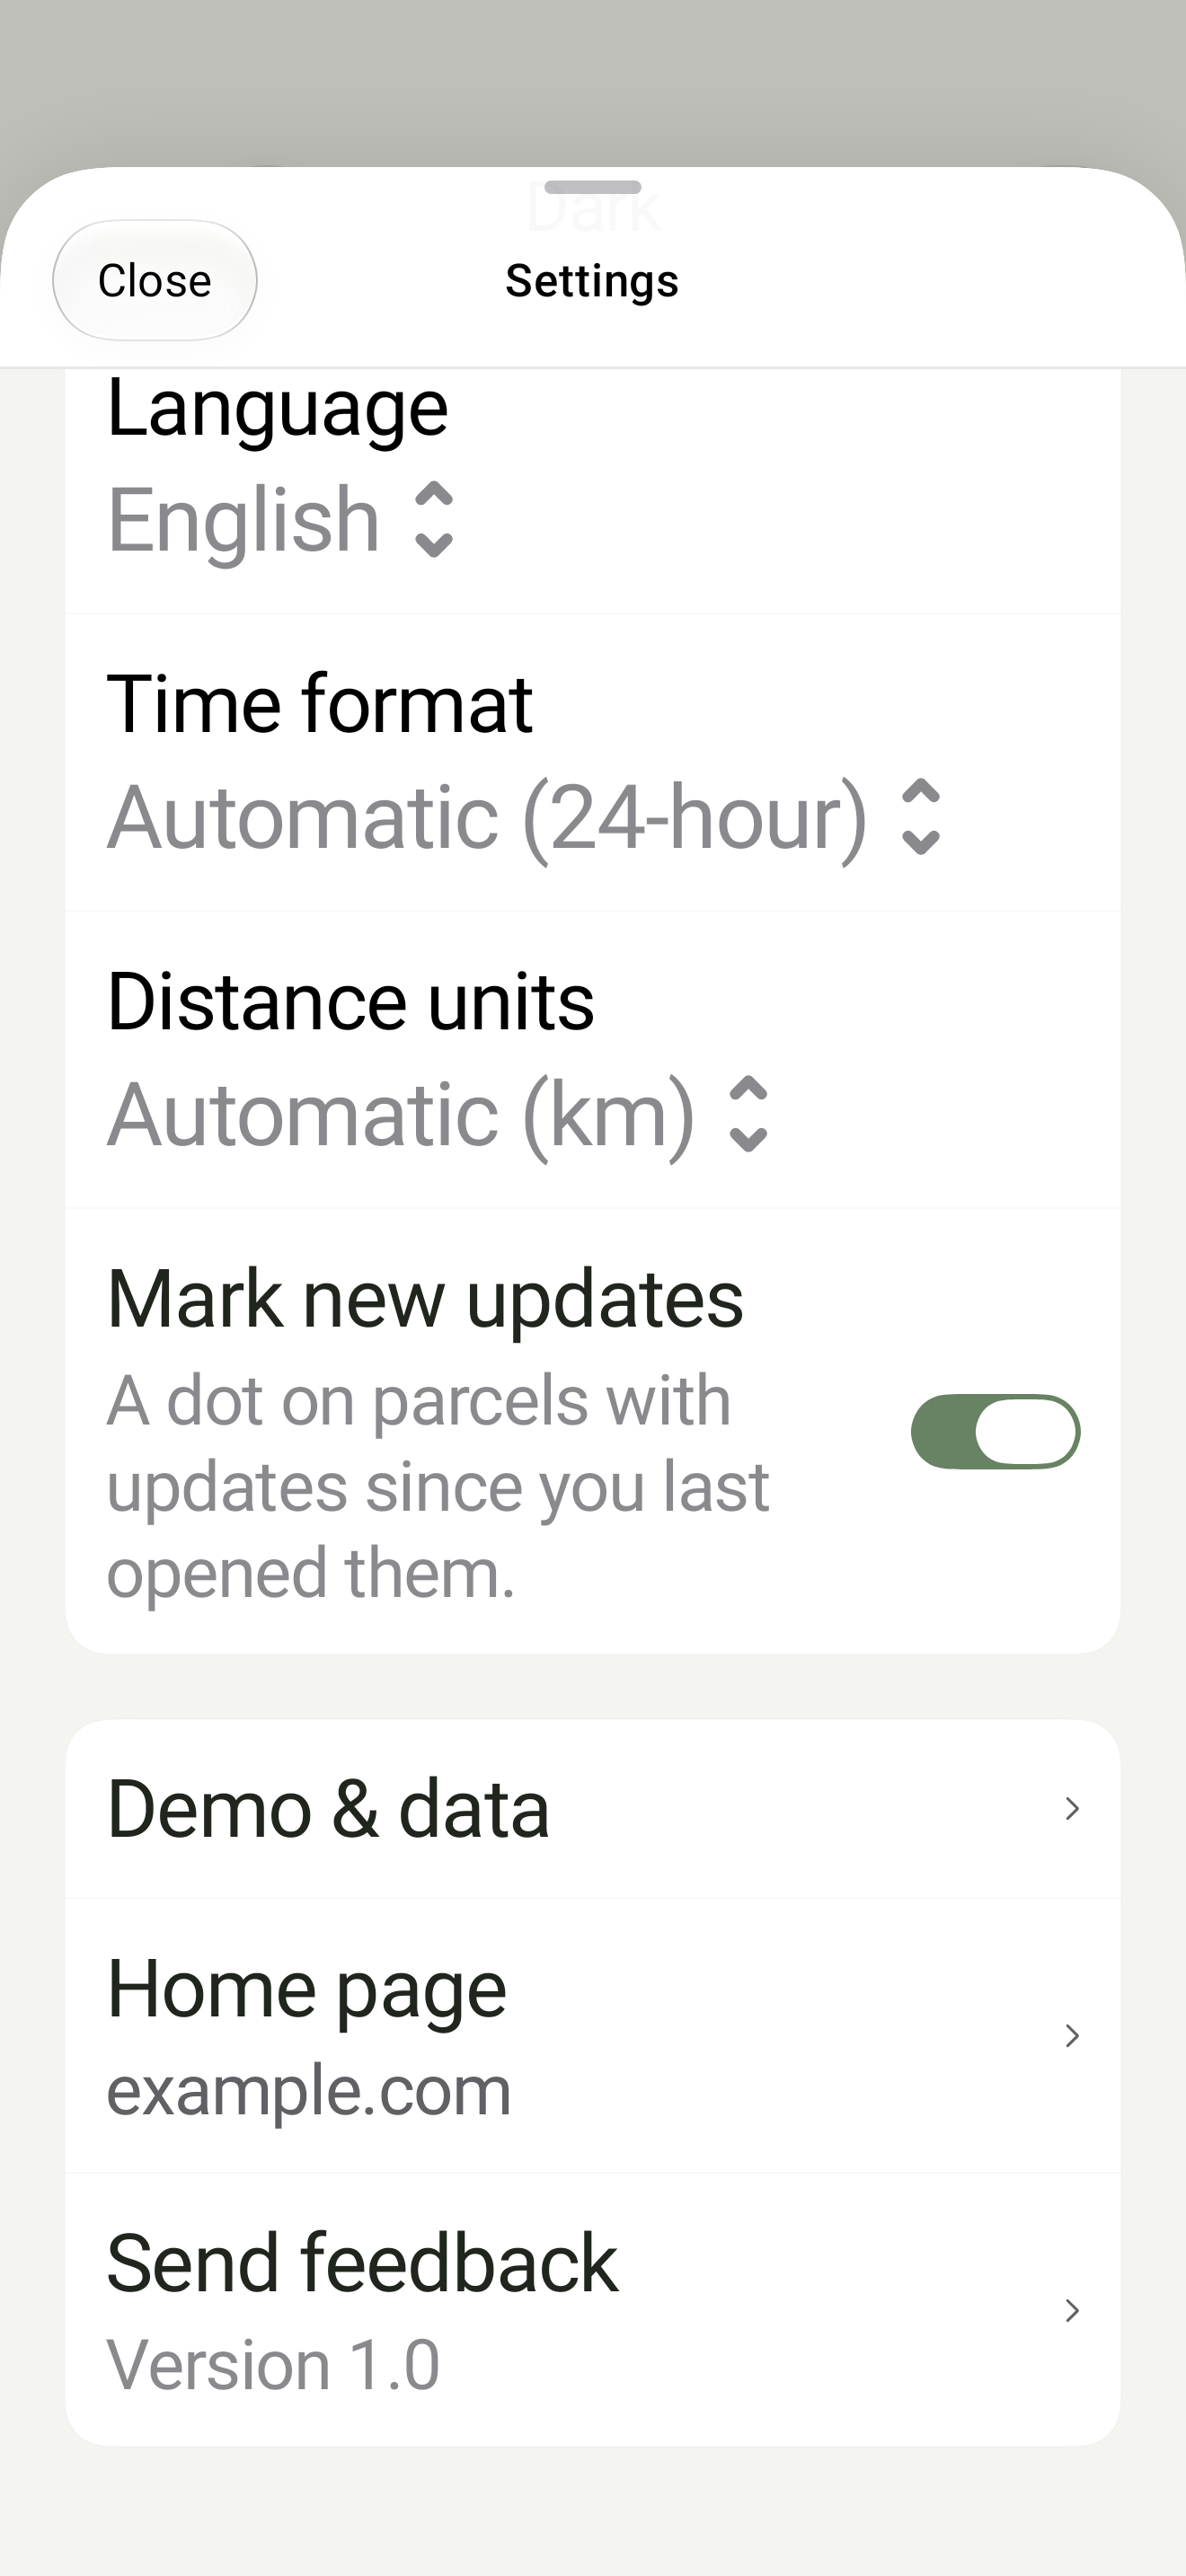 Dark
Close
Settings
Language
English
Time format
Automatic (24-hour)
Distance units
Automatic (km)
Mark new updates
A dot on parcels with
updates since you last
opened them.
Demo & data
Home page
example.com
Send feedback
Version 1.0